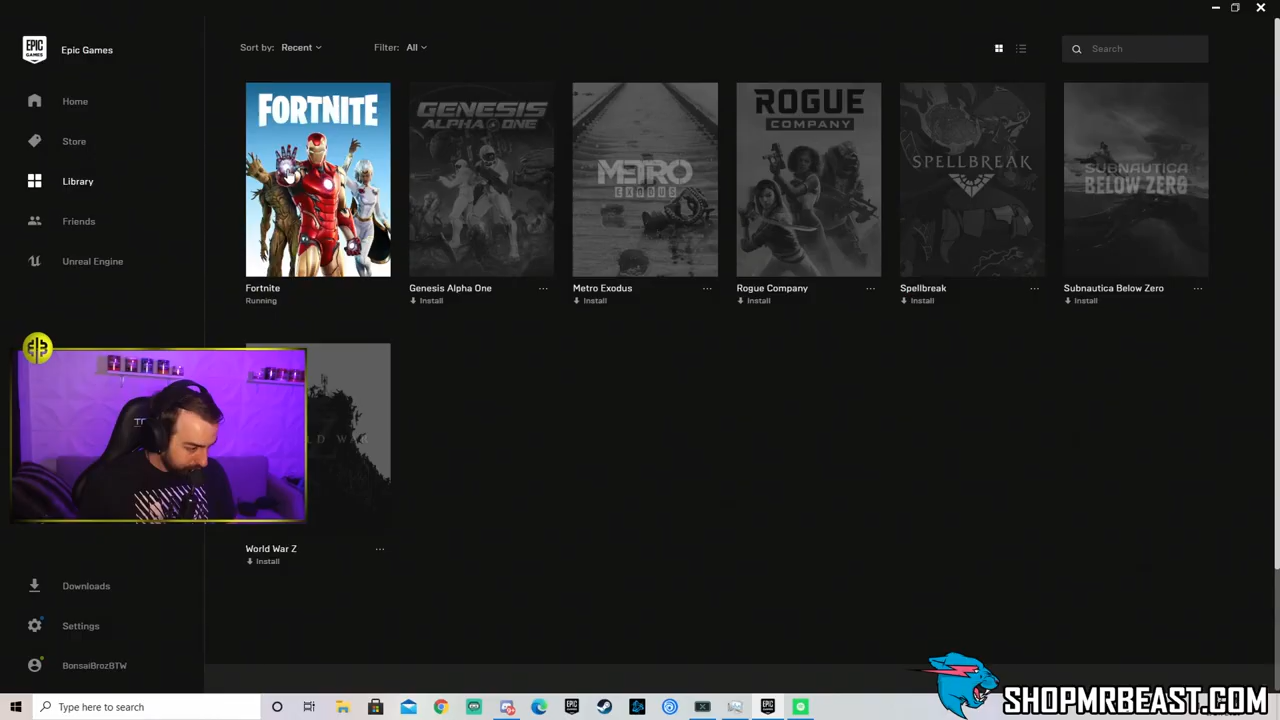 EPIC
GAMES
Epic Games
Sort by: Recent
Filter: All
Search
Home
Store
Library
Friends
Unreal Engine
FORTNITE
GENESIS
ALPHA ONE
METRO
EXODUS
ROGUE
COMPANY
SPELLBREAK
SUBNAUTICA
BELOW ZERO
Fortnite
Running
Genesis Alpha One
Install
Metro Exodus
Install
Rogue Company
Install
Spellbreak
Install
Subnautica Below Zero
Install
World War Z
Install
Downloads
Settings
BonsaiBrozBTW
Type here to search
SHOPMRBEAST.COM